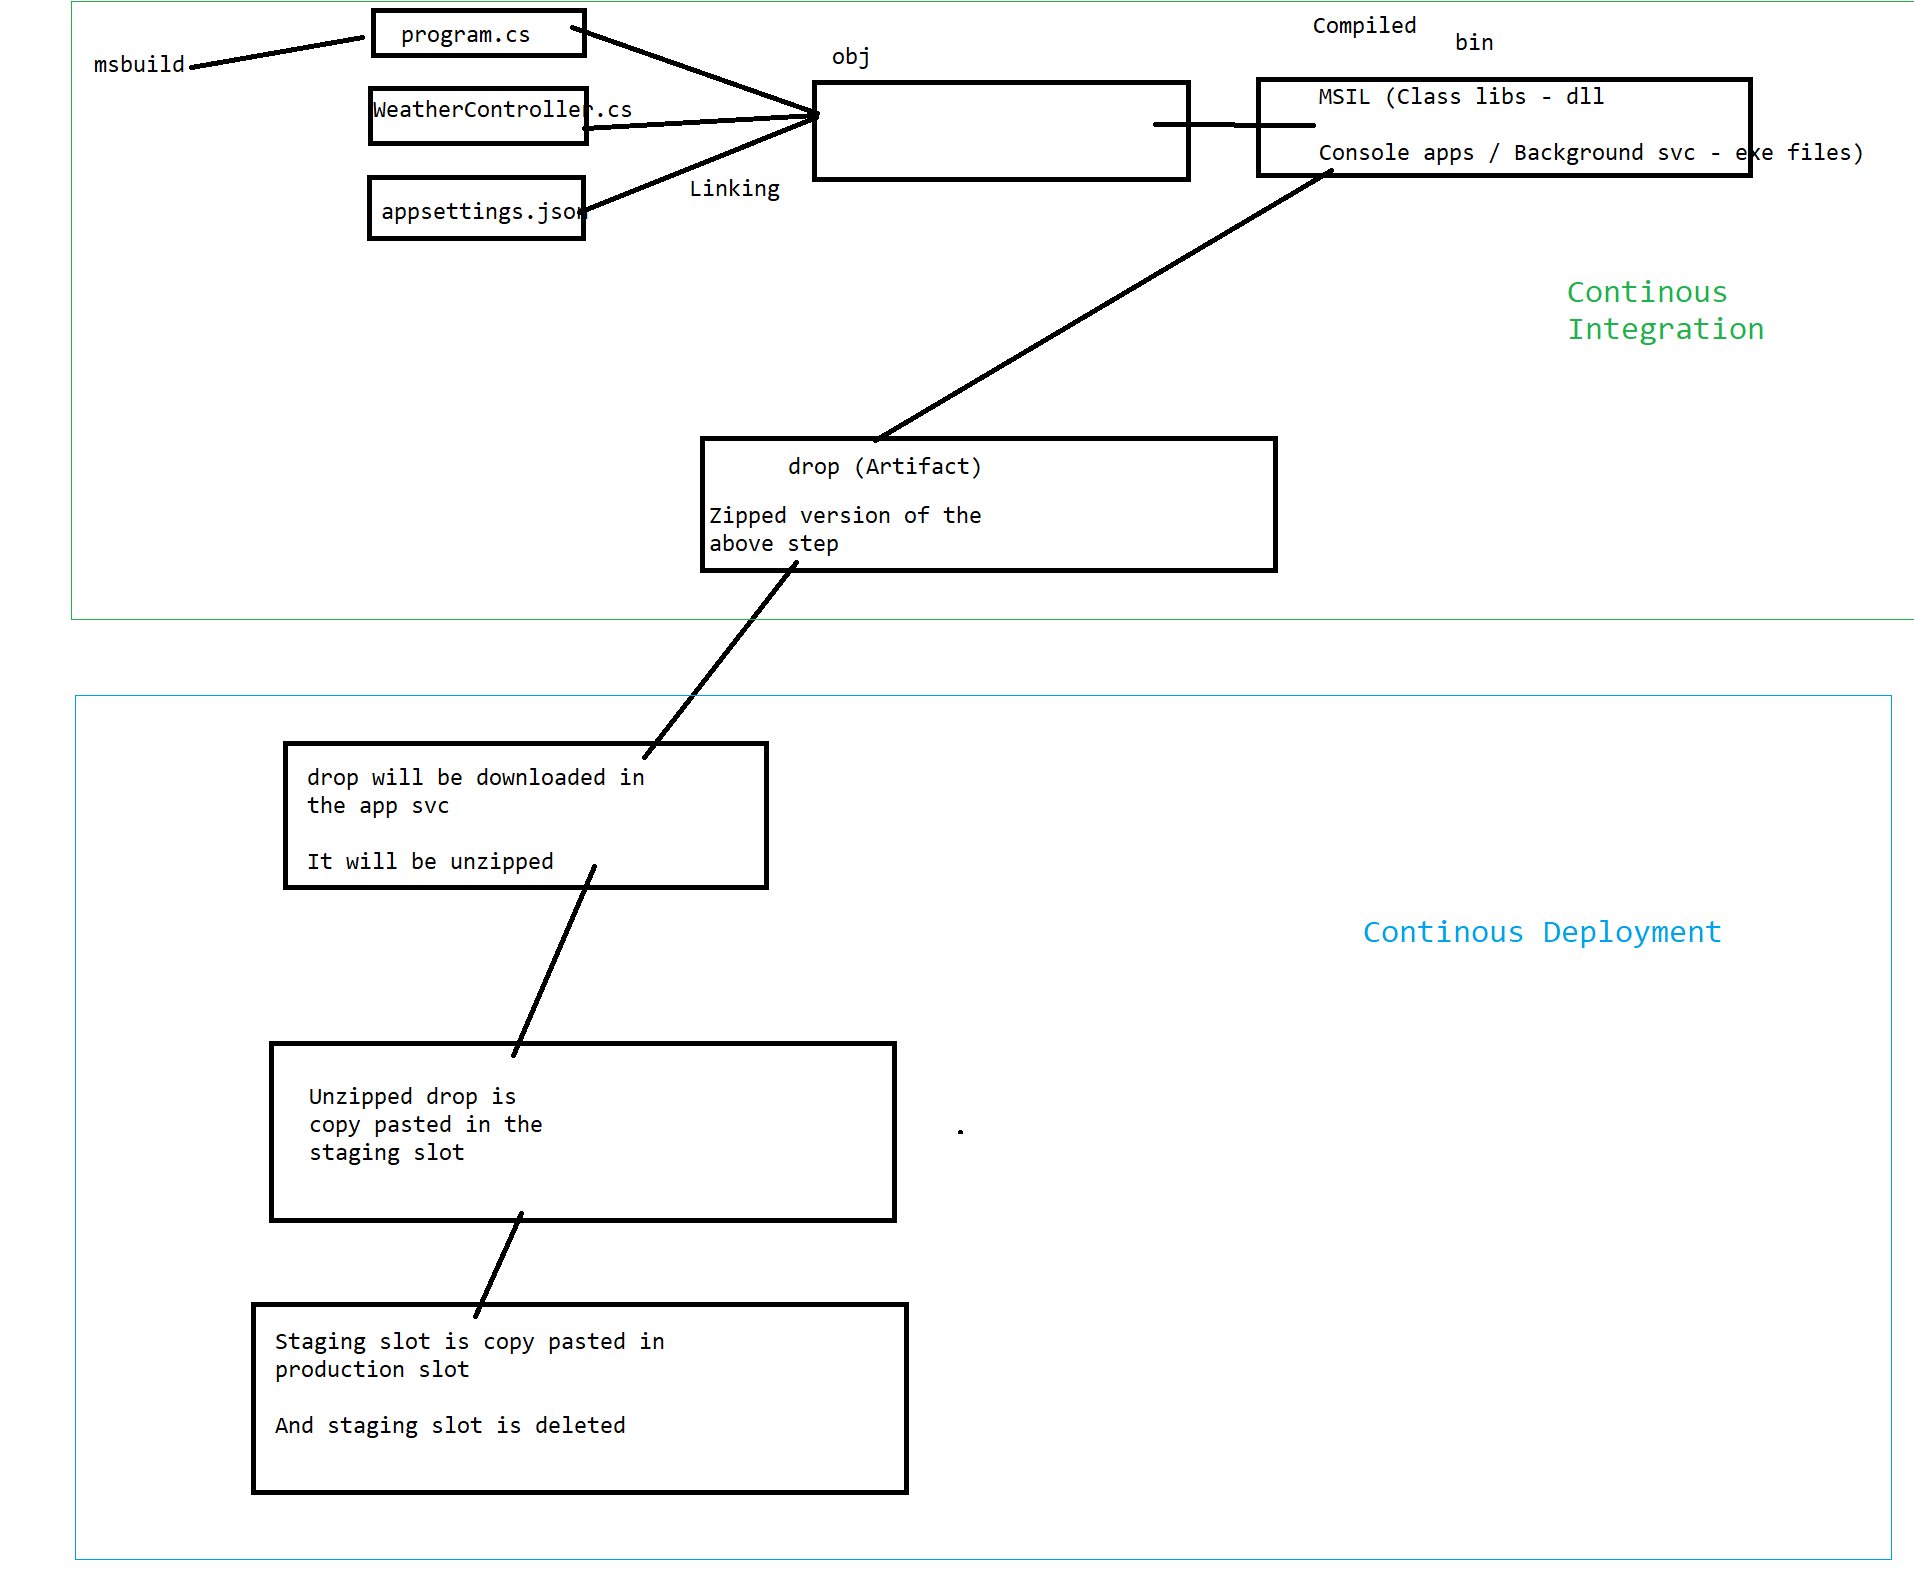 msbuild
program.cs
WeatherController.cs
appsettings.json
Linking
obj
Compiled
bin
MSIL (Class libs - dll
Console apps / Background svc - exe files)
Continous
Integration
drop (Artifact)
Zipped version of the
above step
drop will be downloaded in
the app svc
It will be unzipped
Continous Deployment
Unzipped drop is
copy pasted in the
staging slot
Staging slot is copy pasted in
production slot
And staging slot is deleted